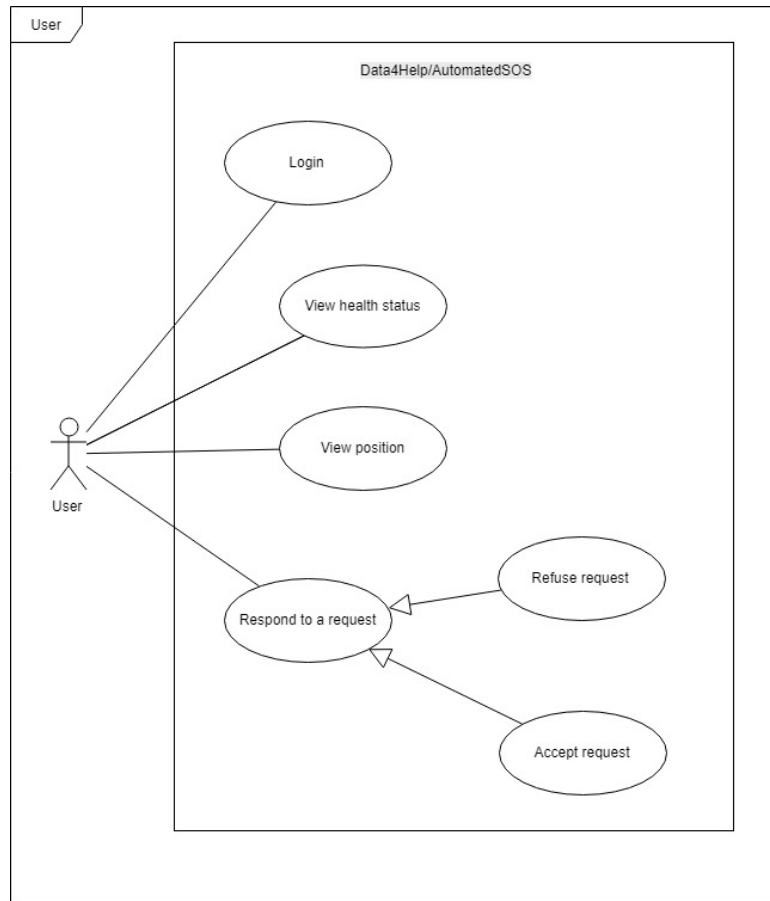 User
Data4Help/AutomatedSOS
Login
View health status
View position
User
Refuse request
Respond to a request
Accept request